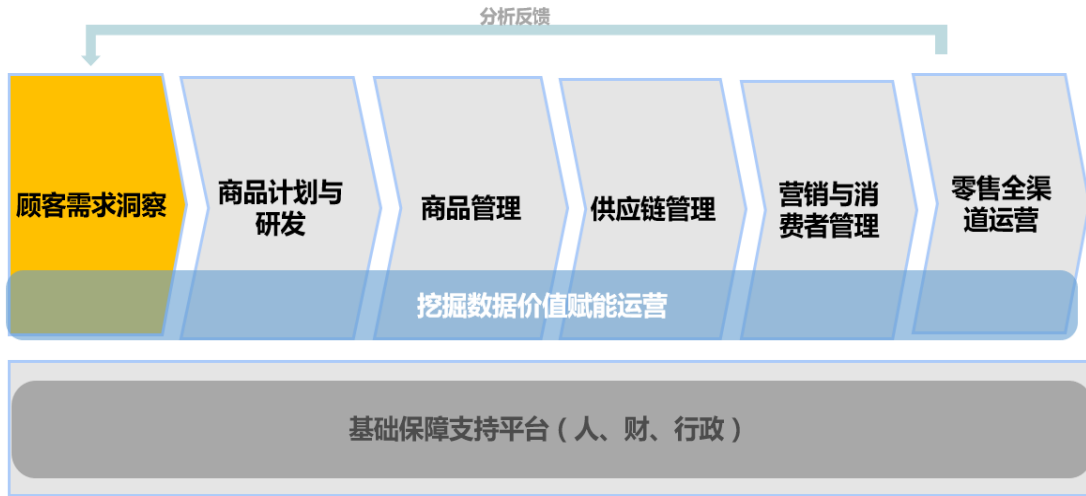 分析反馈
顾客需求洞察
商品计划与
研发
商品管理
供应链管理
营销与消
费者管理
零售全渠
道运营
挖掘数据价值赋能运营
基础保障支持平台（人、财、行政）